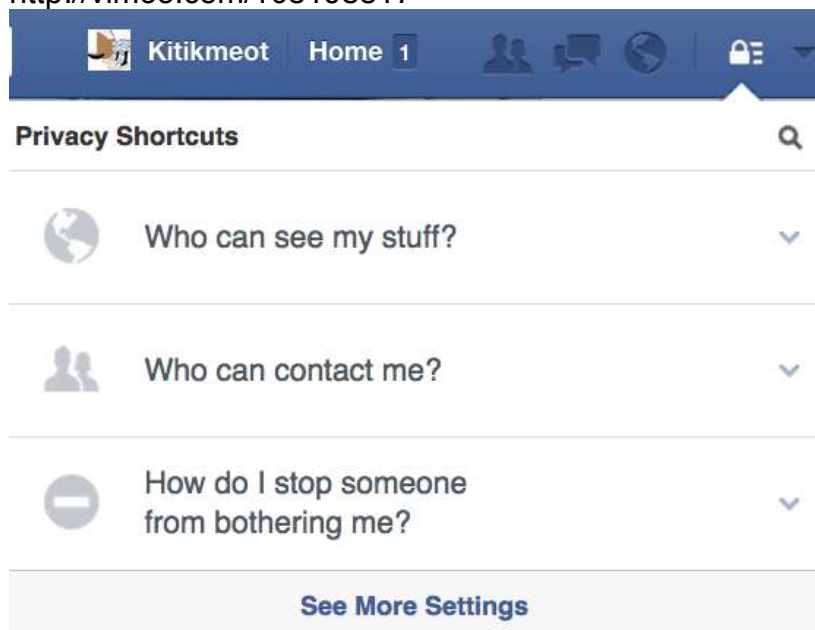 Kitikmeot Home 1
Privacy Shortcuts
Who can see my stuff?
Who can contact me?
How do I stop someone
from bothering me?
See More Settings